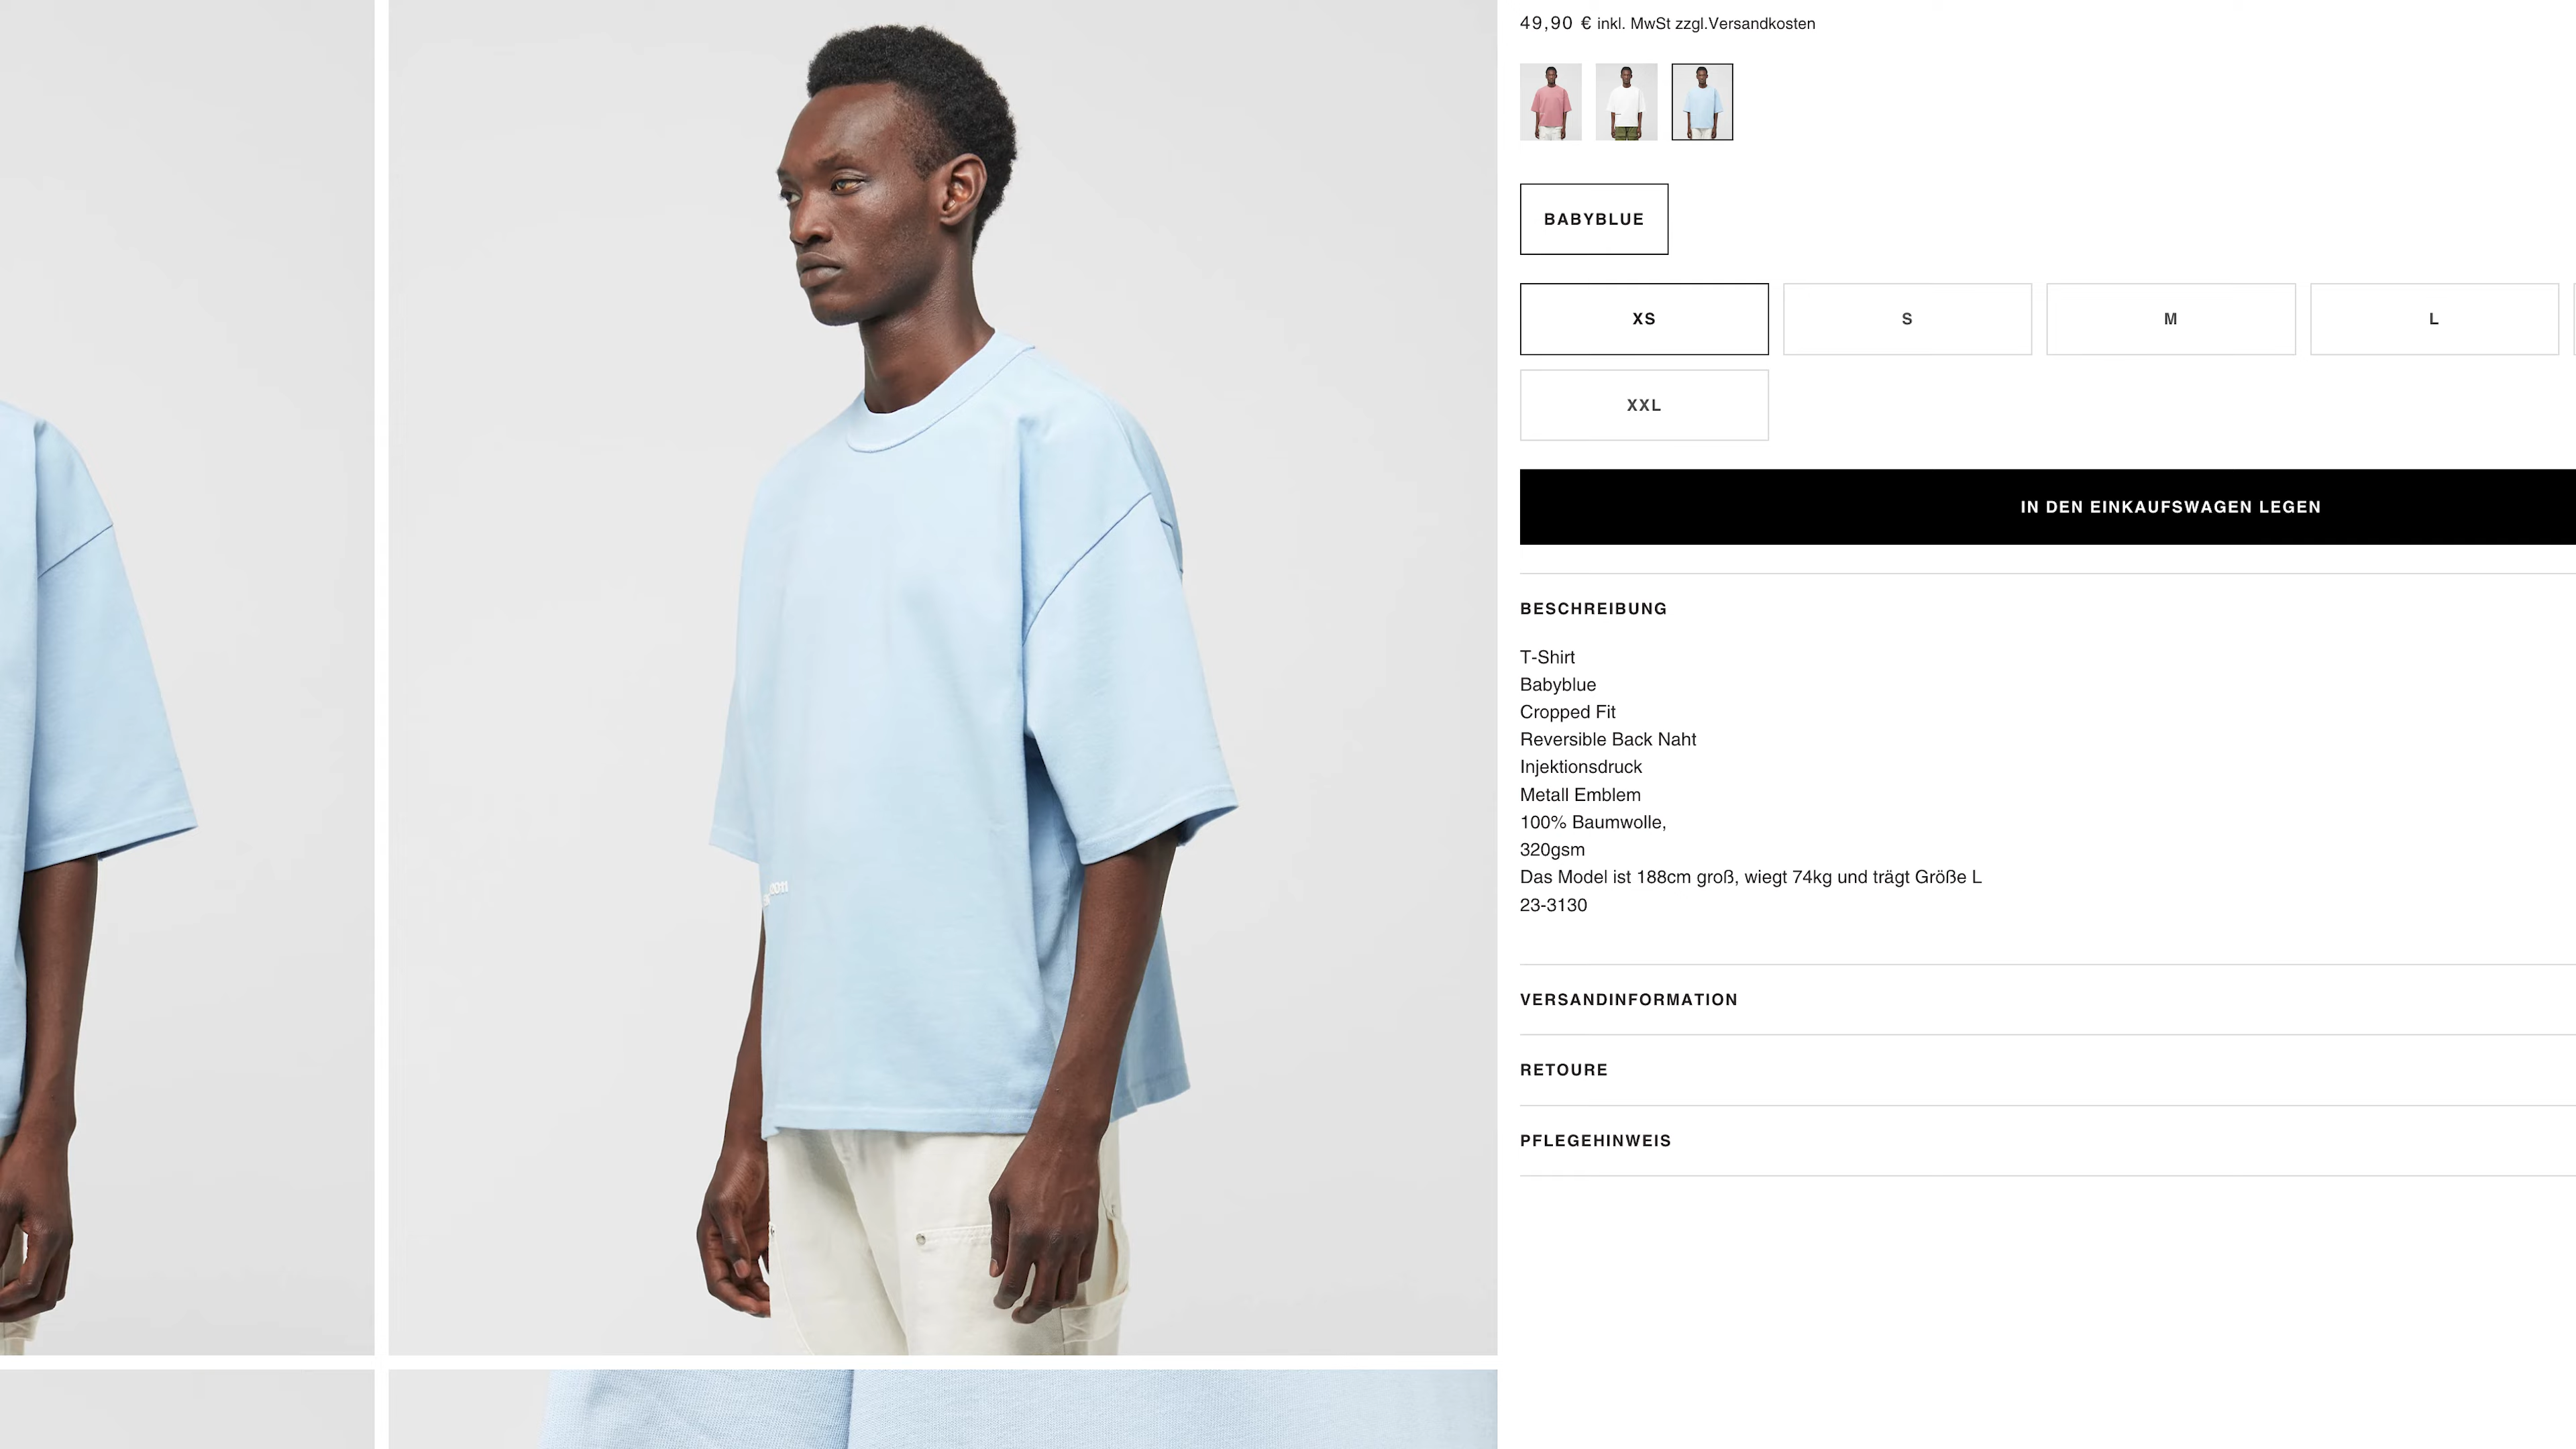 49,90 € inkl. MwSt zzgl.Versandkosten
BABYBLUE
XS
S
M
L
XXL
IN DEN EINKAUFSWAGEN LEGEN
BESCHREIBUNG
T-Shirt
Babyblue
Cropped Fit
Reversible Back Naht
Injektionsdruck
Metall Emblem
100% Baumwolle,
320gsm
Das Model ist 188cm groß, wiegt 74kg und trägt Größe L
23-3130
VERSANDINFORMATION
RETOURE
PFLEGEHINWEIS